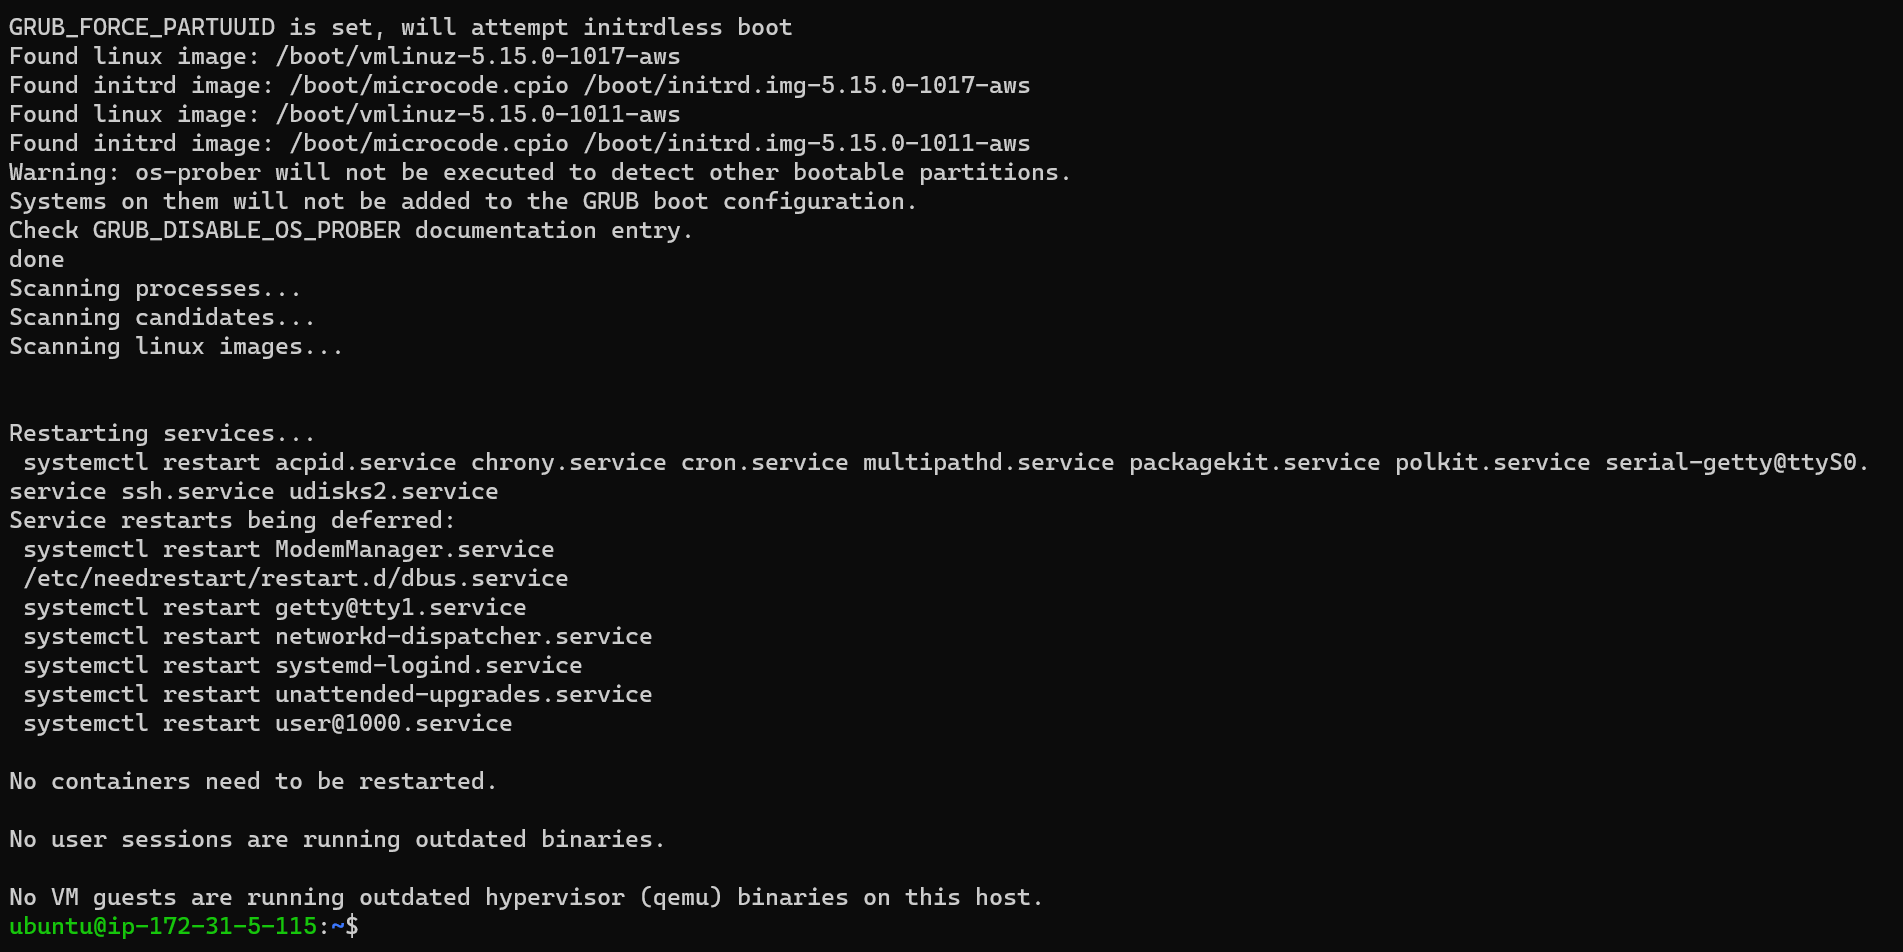 GRUB_FORCE_PARTUUID is set, will attempt initrdless boot
Found linux image: /boot/vmlinuz-5.15.0-1017-aws
Found initrd image: /boot/microcode.cpio /boot/initrd.img-5.15.0-1017-aws
Found linux image: /boot/vmlinuz-5.15.0-1011-aws
Found initrd image: /boot/microcode.cpio /boot/initrd.img-5.15.0-1011-aws
Warning: os-prober will not be executed to detect other bootable partitions.
Systems on them will not be added to the GRUB boot configuration.
Check GRUB_DISABLE_OS_PROBER documentation entry.
done
Scanning processes...
Scanning candidates...
Scanning linux images...
Restarting services...
 systemctl restart acpid.service chrony.service cron.service multipathd.service packagekit.service polkit.service serial-getty@ttyS0.
service ssh.service udisks2.service
Service restarts being deferred:
 systemctl restart ModemManager.service
 /etc/needrestart/restart.d/dbus.service
 systemctl restart getty@tty1.service
 systemctl restart networkd-dispatcher.service
 systemctl restart systemd-logind.service
 systemctl restart unattended-upgrades.service
 systemctl restart user@1000.service
No containers need to be restarted.
No user sessions are running outdated binaries.
No VM guests are running outdated hypervisor (qemu) binaries on this host.
ubuntu@ip-172-31-5-115:~$